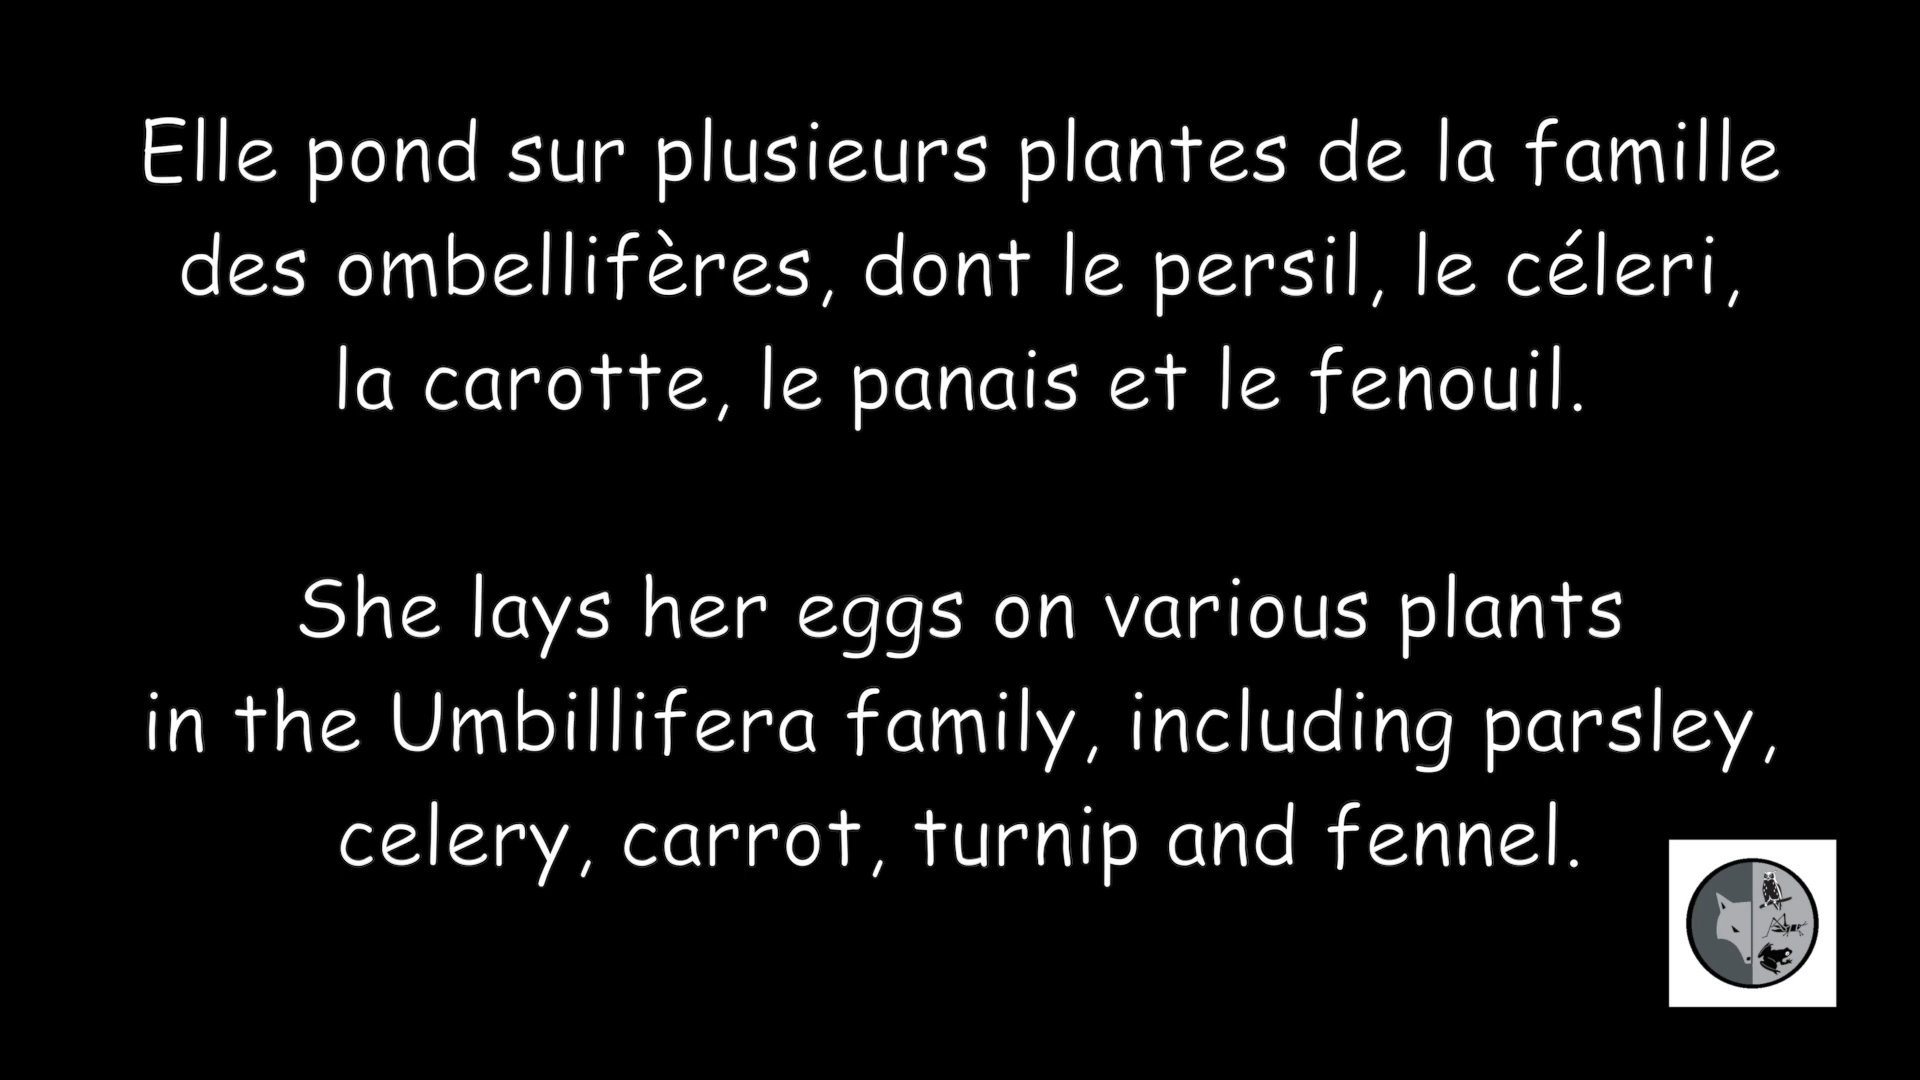 Elle pond sur plusieurs plantes de la famille
des ombellifères, dont le persil, le céleri,
la carotte, le panais et le fenouil.
She lays her eggs on various plants
in the Umbillifera family, including parsley,
celery, carrot, turnip and fennel.